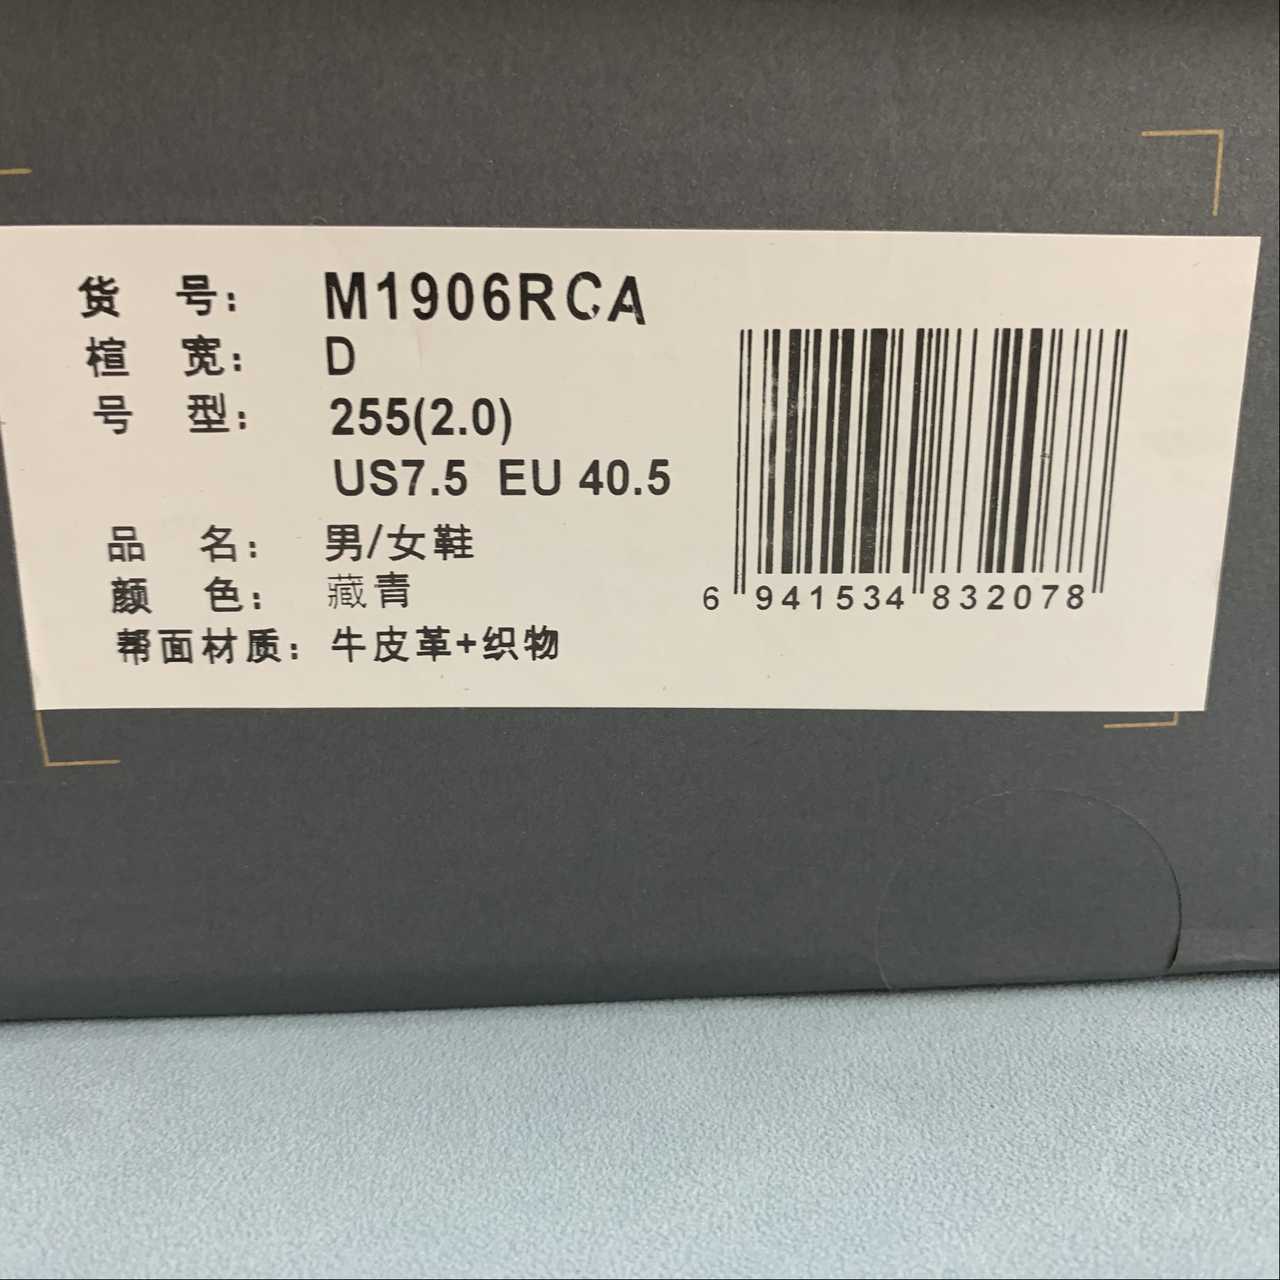 货 号: M1906RCA
楦 宽: D
号 型: 255(2.0)
US7.5 EU 40.5
品 名: 男/女鞋
颜 色: 藏青
帮面材质: 牛皮革+织物
6 941534 832078